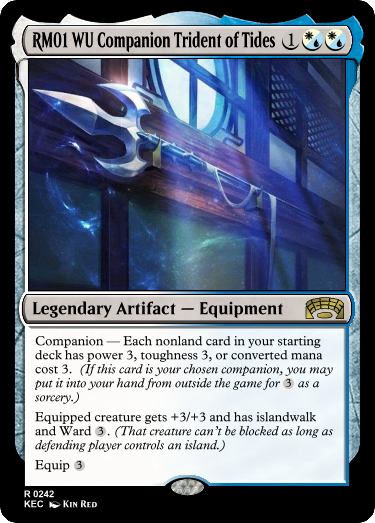 RM01 WU Companion Trident of Tides 1
Legendary Artifact — Equipment
Companion — Each nonland card in your starting
deck has power 3, toughness 3, or converted mana
cost 3. (If this card is your chosen companion, you may
put it into your hand from outside the game for 3 as a
sorcery.)
Equipped creature gets +3/+3 and has islandwalk
and Ward 3. (That creature can't be blocked as long as
defending player controls an island.)
Equip 3
R 0242
KEC Kin Red